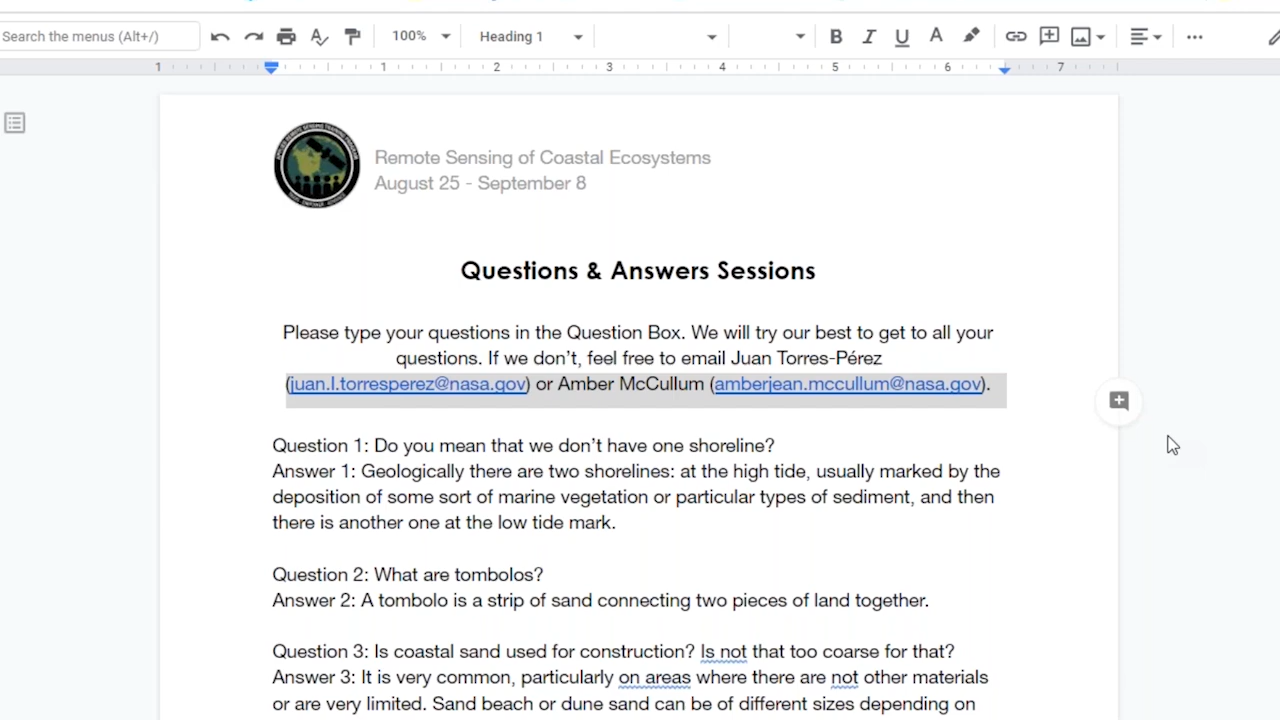 Search the menus (Alt+/)
100%
Heading 1
B I U A
1 1 2 3 4 5 6 7
Remote Sensing of Coastal Ecosystems
August 25 - September 8
Questions & Answers Sessions
Please type your questions in the Question Box. We will try our best to get to all your
questions. If we don't, feel free to email Juan Torres-Pérez
(juan.l.torresperez@nasa.gov) or Amber McCullum (amberjean.mccullum@nasa.gov).
Question 1: Do you mean that we don't have one shoreline?
Answer 1: Geologically there are two shorelines: at the high tide, usually marked by the
deposition of some sort of marine vegetation or particular types of sediment, and then
there is another one at the low tide mark.
Question 2: What are tombolos?
Answer 2: A tombolo is a strip of sand connecting two pieces of land together.
Question 3: Is coastal sand used for construction? Is not that too coarse for that?
Answer 3: It is very common, particularly on areas where there are not other materials
or are very limited. Sand beach or dune sand can be of different sizes depending on